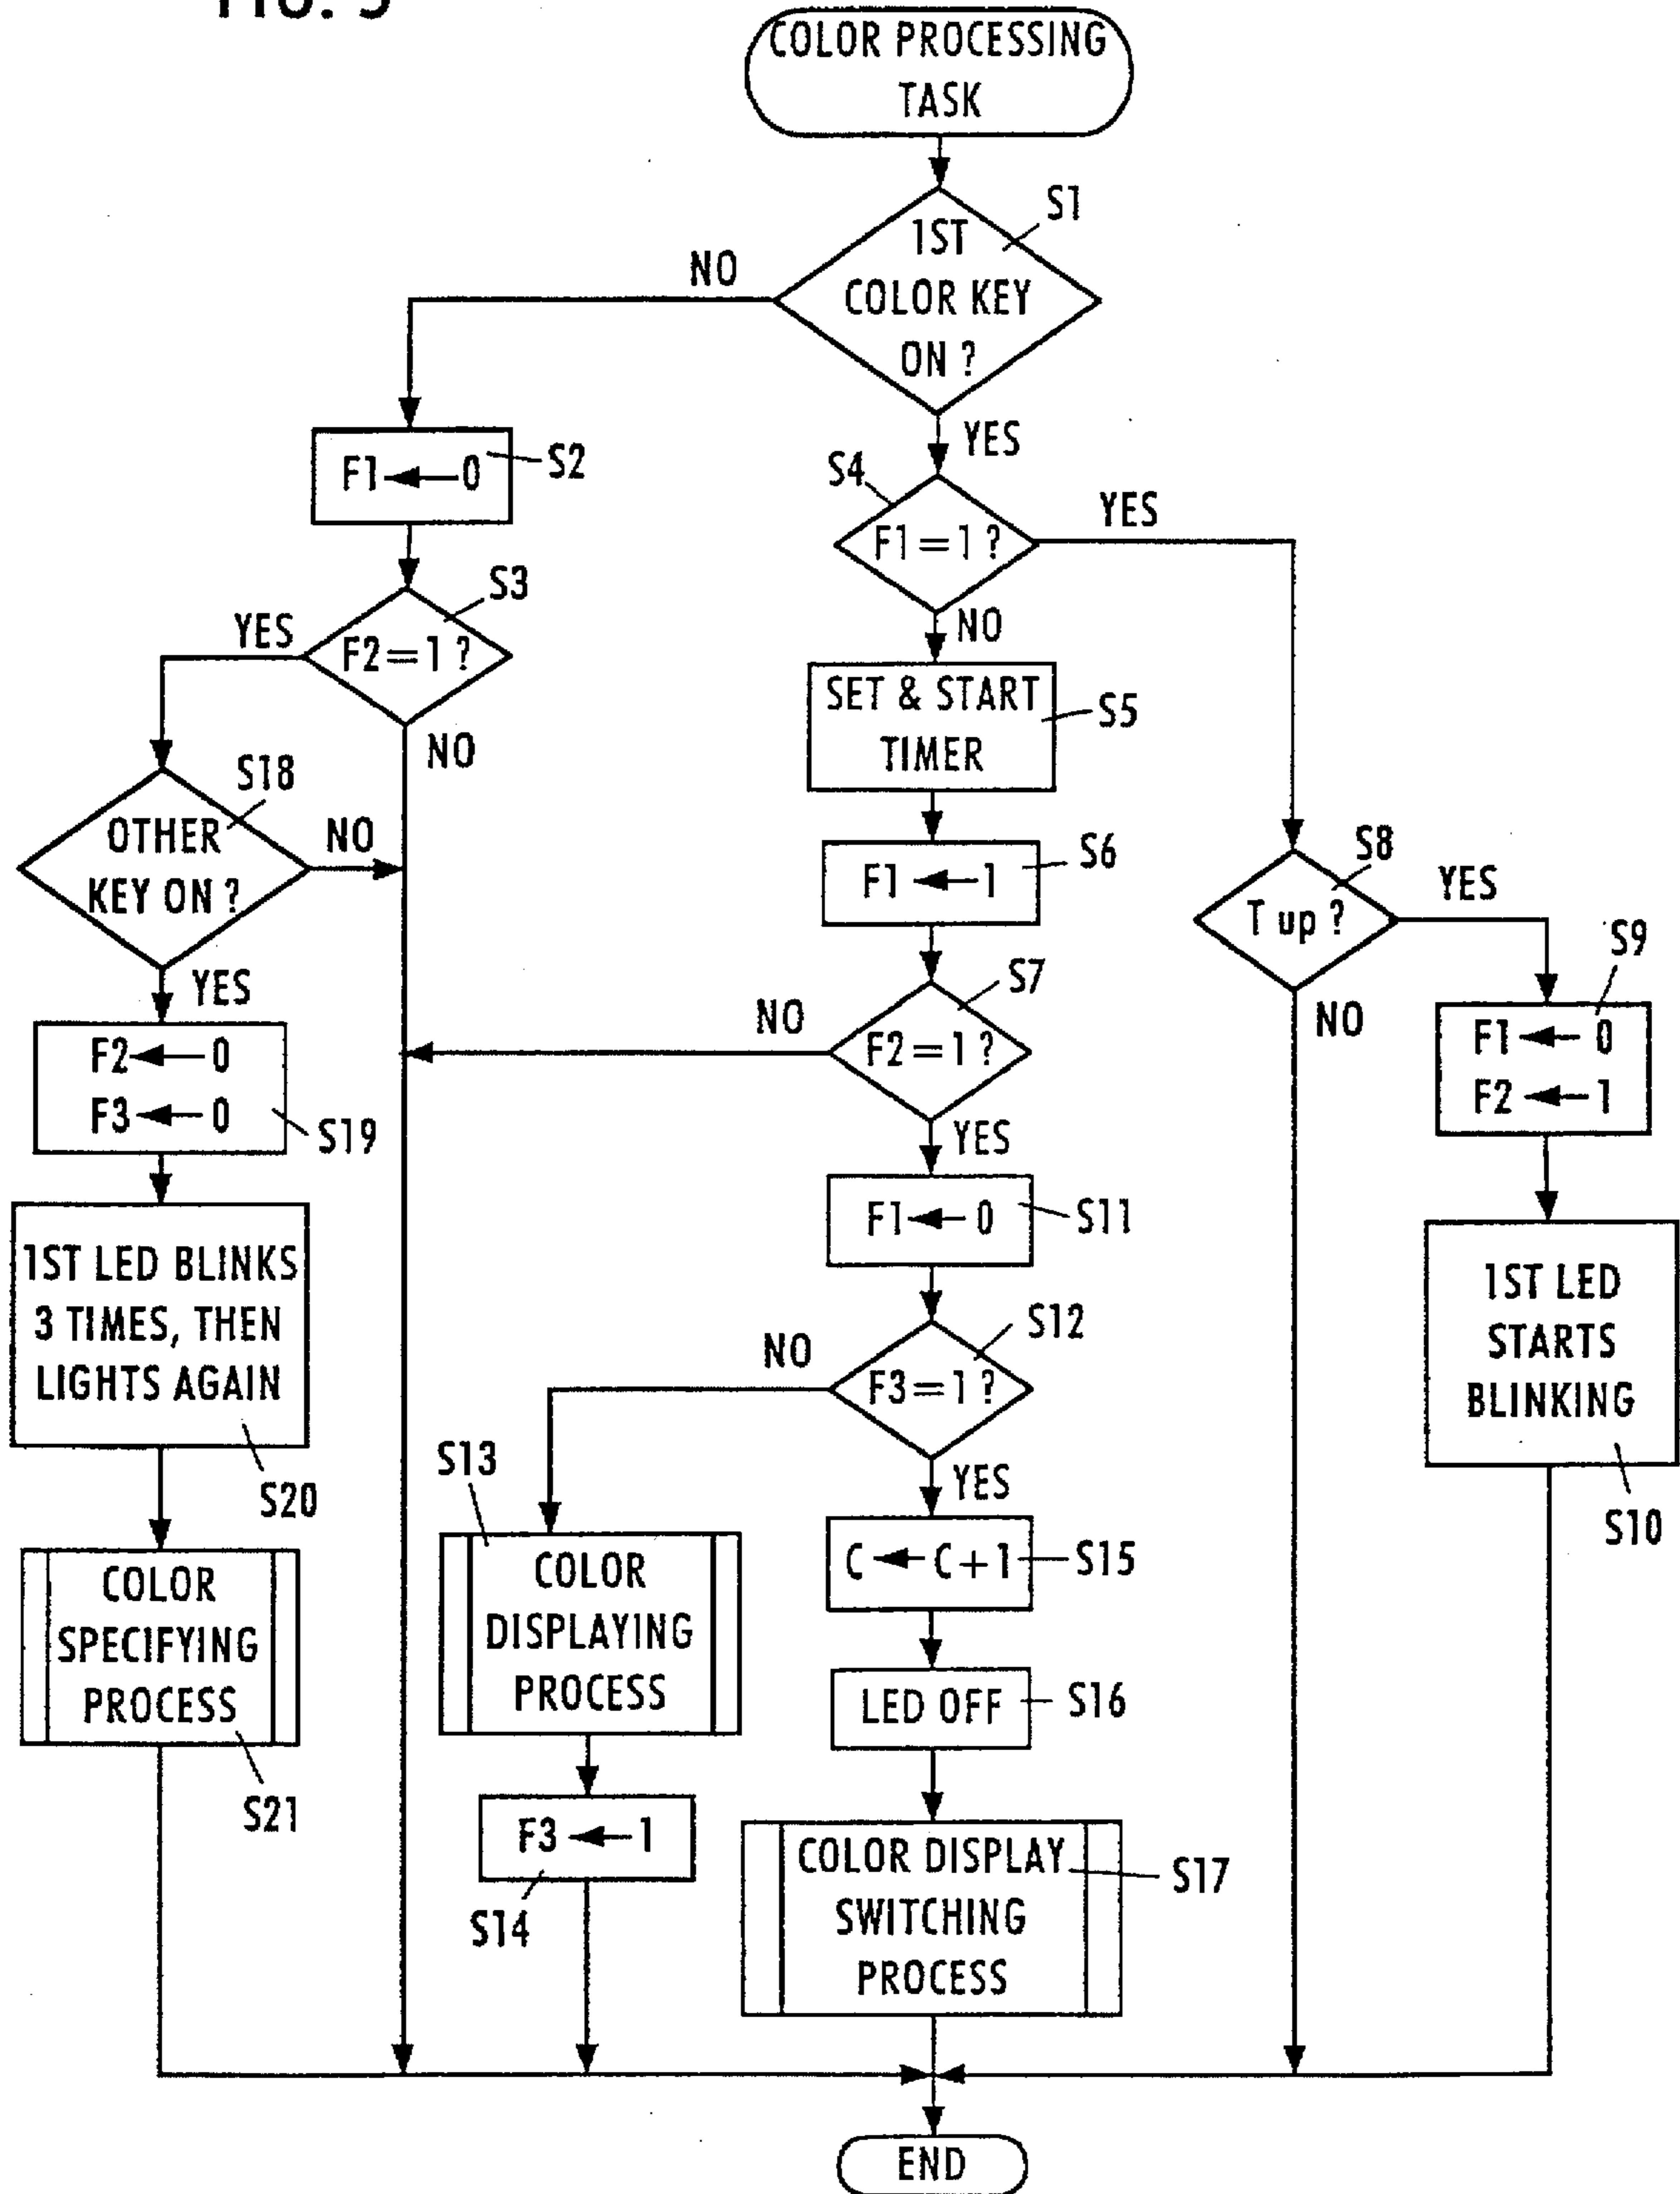 COLOR PROCESSING
TASK
S1
1ST
COLOR KEY
ON ?
NO
YES
F1 ← 0
S2
S4
F1 = 1 ?
YES
NO
S3
F2 = 1 ?
YES
NO
SET & START
TIMER
S5
S18
OTHER
KEY ON ?
NO
YES
F1 ← 1
S6
S8
T up ?
YES
NO
S7
F2 = 1 ?
NO
YES
S9
F1 ← 0
F2 ← 1
F2 ← 0
F3 ← 0
S19
F1 ← 0
S11
1ST LED BLINKS
3 TIMES, THEN
LIGHTS AGAIN
S20
1ST LED
STARTS
BLINKING
S10
S12
F3 = 1 ?
NO
YES
S13
COLOR
DISPLAYING
PROCESS
C ← C + 1
S15
COLOR
SPECIFYING
PROCESS
S21
LED OFF
S16
F3 ← 1
S14
COLOR DISPLAY
SWITCHING
PROCESS
S17
END